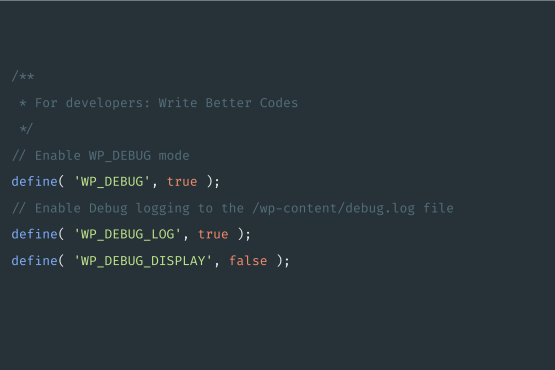 /**
 * For developers: Write Better Codes
 */
// Enable WP_DEBUG mode
define( 'WP_DEBUG', true );
// Enable Debug logging to the /wp-content/debug.log file
define( 'WP_DEBUG_LOG', true );
define( 'WP_DEBUG_DISPLAY', false );